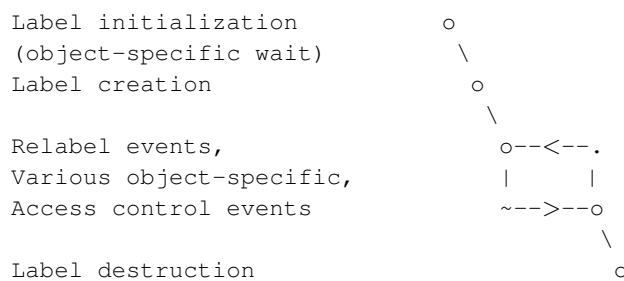 Label initialization          o
(object-specific wait)         \
Label creation                  o
                                 \
Relabel events,                   o--<--.
Various object-specific,          |     |
Access control events             ~-->--o
                                         \
Label destruction                         o